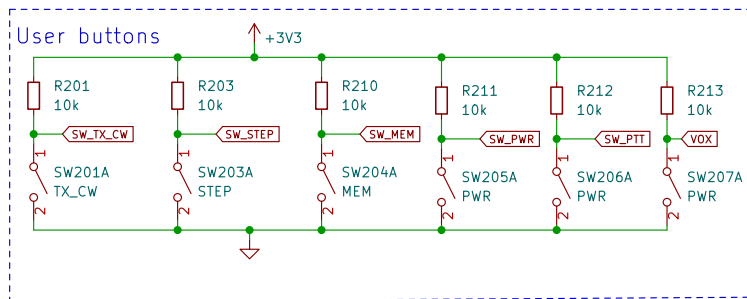 User buttons
+3V3
R201
10k
R203
10k
R210
10k
R211
10k
R212
10k
R213
10k
SW_TX_CW
SW_STEP
SW_MEM
SW_PWR
SW_PTT
VOX
1
SW201A
TX_CW
2
1
SW203A
STEP
2
1
SW204A
MEM
2
1
SW205A
PWR
2
1
SW206A
PWR
2
1
SW207A
PWR
2